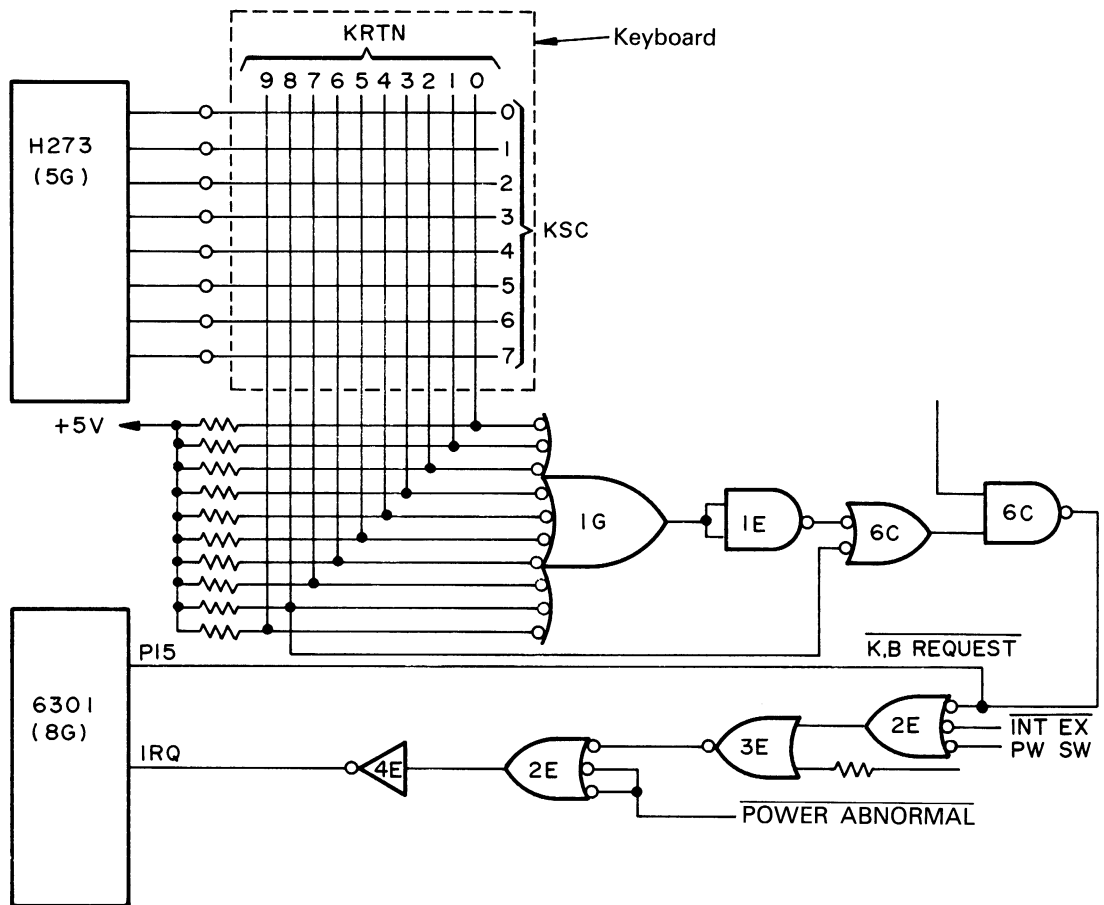 KRTN
Keyboard
9 8 7 6 5 4 3 2 1 0
0
H273
(5G)
1
2
3
KSC
4
5
6
7
+5V
1G
1E
6C
6C
P15
K,B REQUEST
6301
(8G)
2E
INT EX
PW SW
3E
IRQ
4E
2E
POWER ABNORMAL